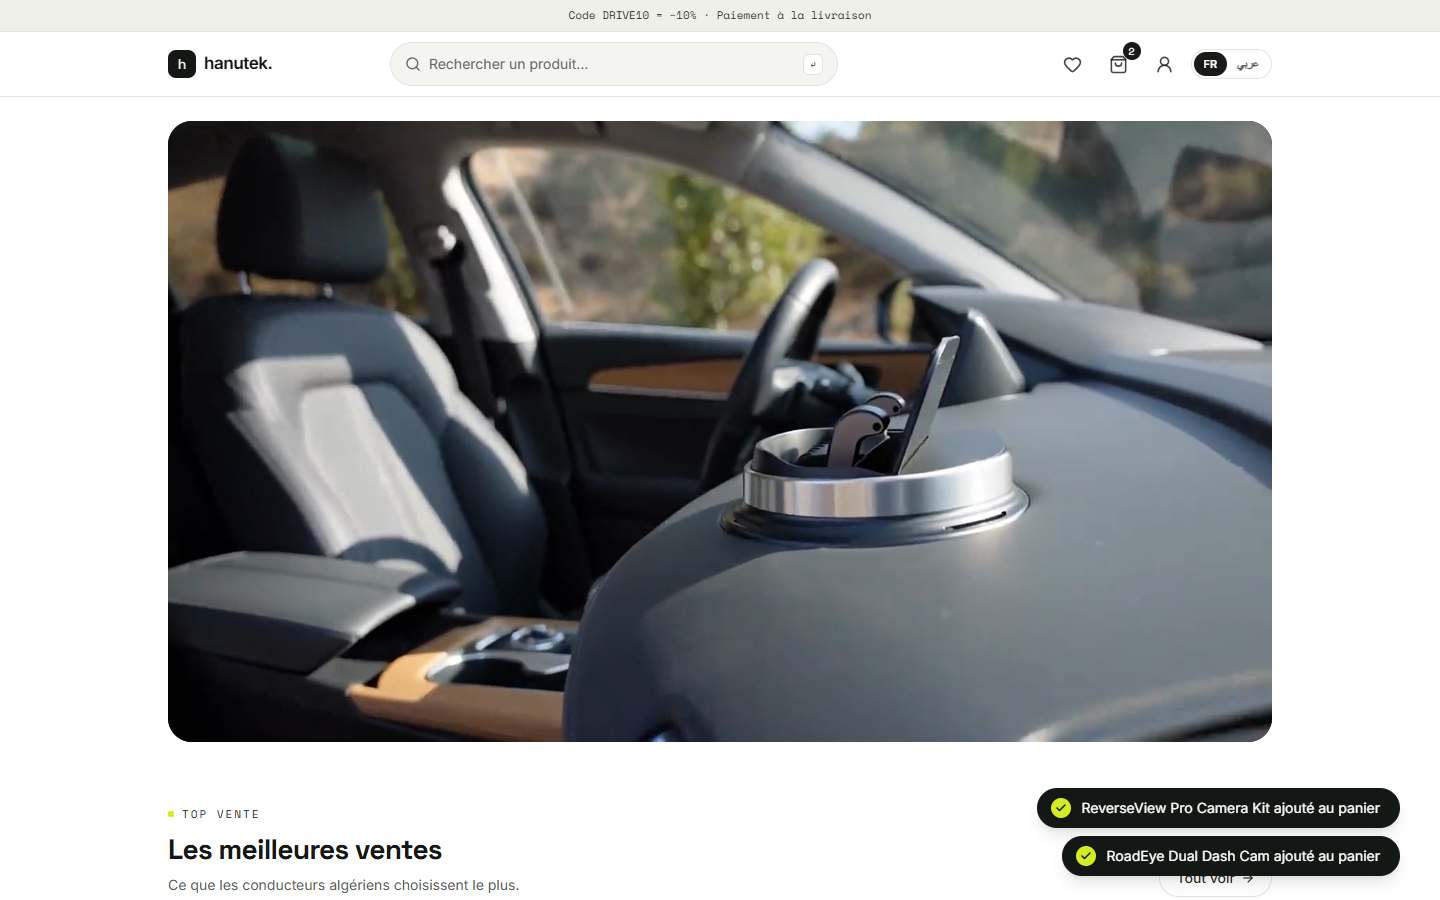 Code DRIVE10 = -10% · Paiement à la livraison
h hanutek.
Rechercher un produit...
2
FR
عربي
TOP VENTE
Les meilleures ventes
Ce que les conducteurs algériens choisissent le plus.
ReverseView Pro Camera Kit ajouté au panier
RoadEye Dual Dash Cam ajouté au panier
Tout voir →